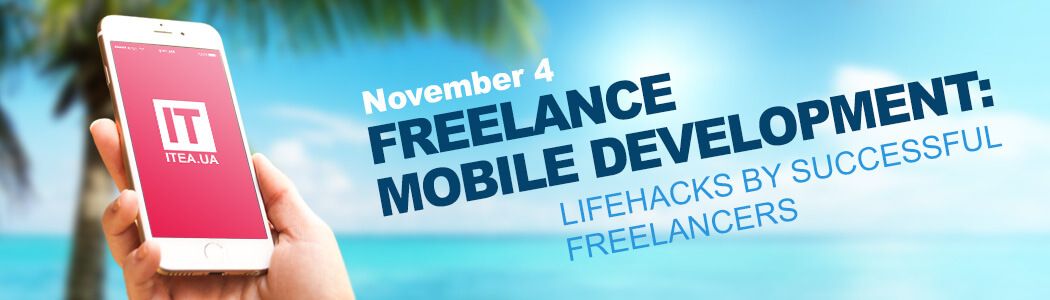 IT
ITEA.UA
November 4
FREELANCE
MOBILE DEVELOPMENT:
LIFEHACKS BY SUCCESSFUL
FREELANCERS